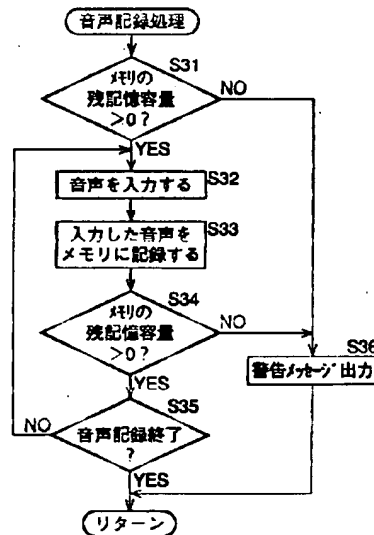 音声記録処理
S31
メモリの
残記憶容量
>0?
NO
YES
音声を入力する
S32
S33
入力した音声を
メモリに記録する
S34
メモリの
残記憶容量
>0?
NO
YES
S36
警告メッセージ出力
S35
音声記録終了
?
NO
YES
リターン